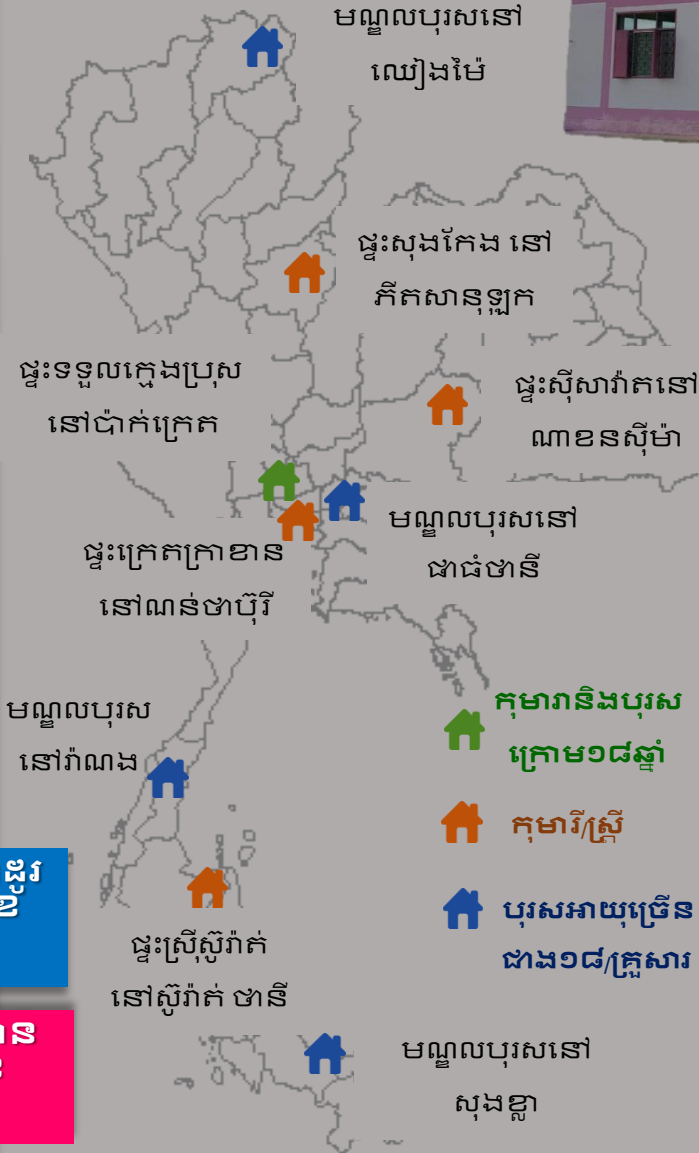 មណ្ឌលបុរសនៅ
ឈៀងម៉ៃ
ផ្ទះសុងកែង នៅ
ភីតសានុឡូក
ផ្ទះទទួលក្មេងប្រុស
នៅប៉ាក់ក្រេត
ផ្ទះស៊ីសាវ៉ាតនៅ
ណាខនស៊ីម៉ា
ផ្ទះក្រេតក្រាខាន
នៅណន់ថាប៊ុរី
មណ្ឌលបុរសនៅ
ផាធំថានី
មណ្ឌលបុរស
នៅរ៉ាណង
កុមារានិងបុរស
ក្រោម១៨ឆ្នាំ
កុមារី/ស្ត្រី
បុរសអាយុច្រើន
ជាង១៨/គ្រួសារ
ផ្ទះស្រីស៊ូរ៉ាត់
នៅស៊ូរ៉ាត់ ថានី
មណ្ឌលបុរសនៅ
សុងខ្លា